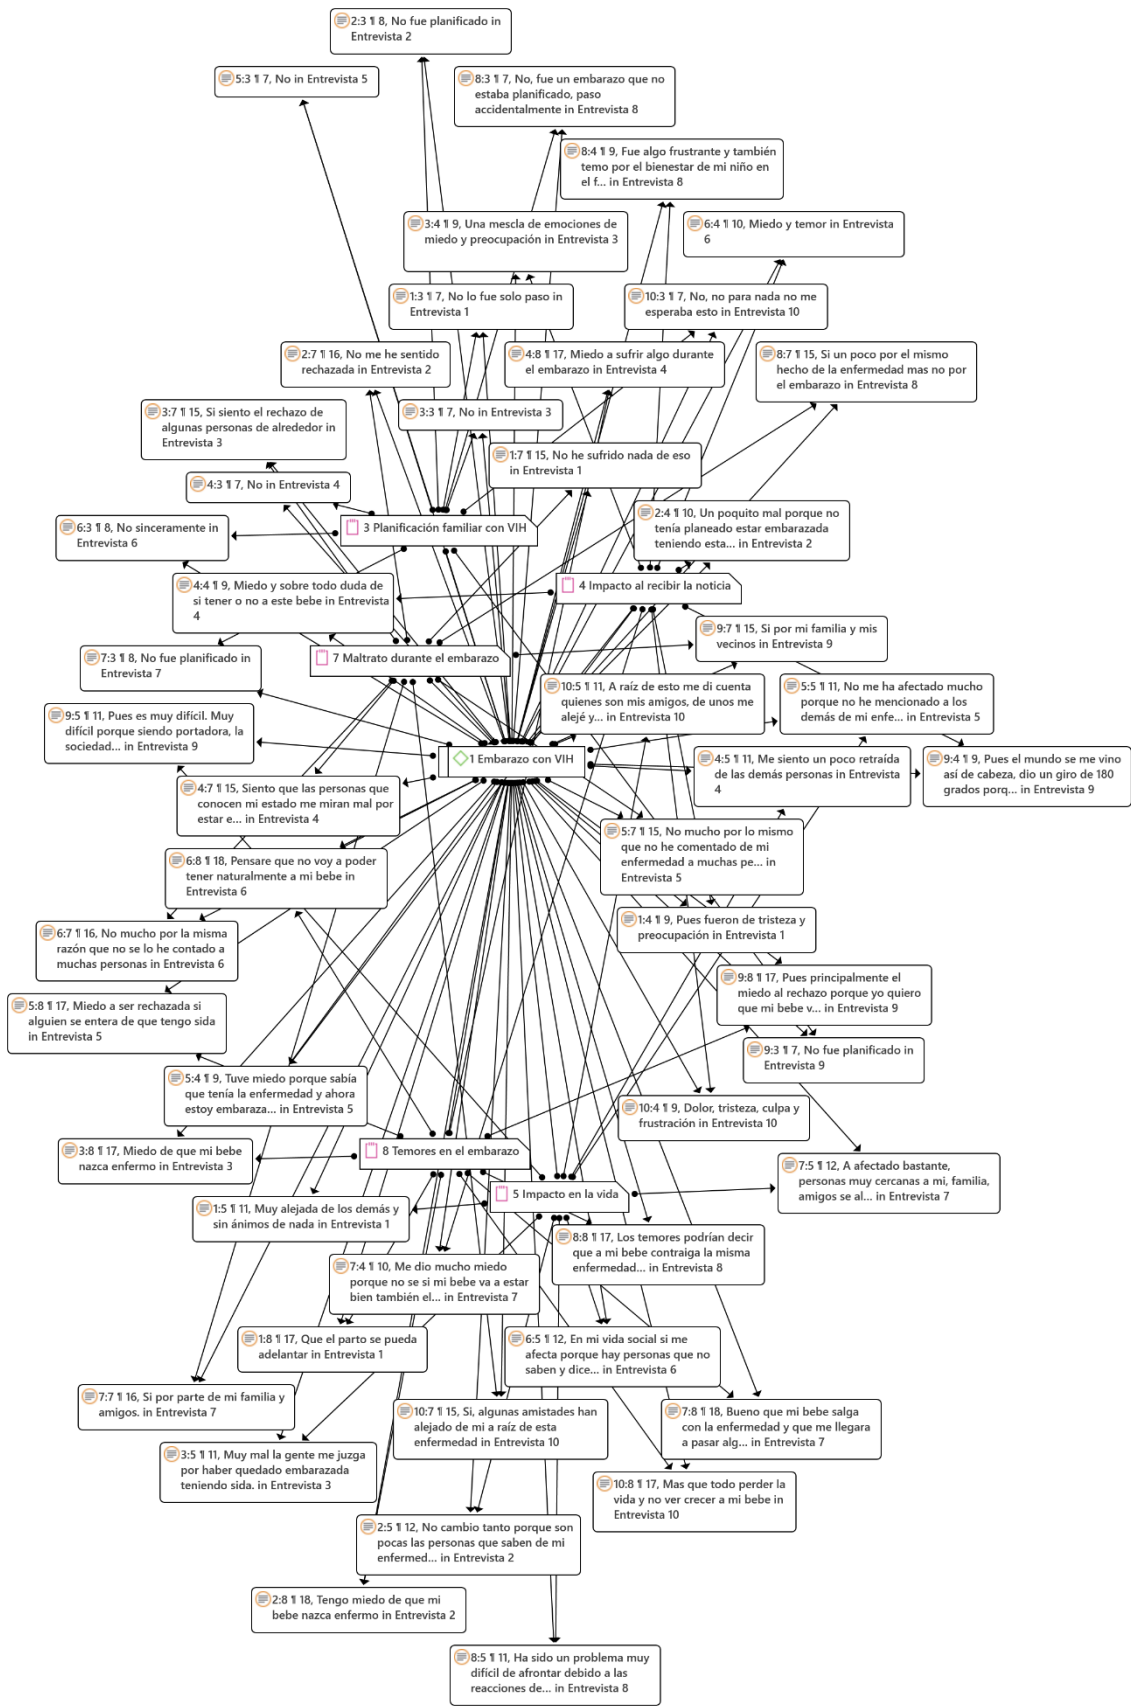 2:3 ¶ 8, No fue planificado in
Entrevista 2
5:3 ¶ 7, No in Entrevista 5
8:3 ¶ 7, No, fue un embarazo que no
estaba planificado, paso
accidentalmente in Entrevista 8
8:4 ¶ 9, Fue algo frustrante y también
temo por el bienestar de mi niño en
el f... in Entrevista 8
3:4 ¶ 9, Una mescla de emociones de
miedo y preocupación in Entrevista 3
6:4 ¶ 10, Miedo y temor in Entrevista
6
1:3 ¶ 7, No lo fue solo paso in
Entrevista 1
10:3 ¶ 7, No, no para nada no me
esperaba esto in Entrevista 10
2:7 ¶ 16, No me he sentido
rechazada in Entrevista 2
4:8 ¶ 17, Miedo a sufrir algo durante
el embarazo in Entrevista 4
8:7 ¶ 15, Si un poco por el mismo
hecho de la enfermedad mas no por
el embarazo in Entrevista 8
3:7 ¶ 15, Si siento el rechazo de
algunas personas de alrededor in
Entrevista 3
3:3 ¶ 7, No in Entrevista 3
1:7 ¶ 15, No he sufrido nada de eso
in Entrevista 1
4:3 ¶ 7, No in Entrevista 4
2:4 ¶ 10, Un poquito mal porque no
tenía planeado estar embarazada
teniendo esta... in Entrevista 2
6:3 ¶ 8, No sinceramente in
Entrevista 6
3 Planificación familiar con VIH
4:4 ¶ 9, Miedo y sobre todo duda de
si tener o no a este bebe in Entrevista
4
4 Impacto al recibir la noticia
9:7 ¶ 15, Si por mi familia y mis
vecinos in Entrevista 9
7:3 ¶ 8, No fue planificado in
Entrevista 7
7 Maltrato durante el embarazo
10:5 ¶ 11, A raíz de esto me di cuenta
quienes son mis amigos, de unos me
alejé y... in Entrevista 10
5:5 ¶ 11, No me ha afectado mucho
porque no he mencionado a los
demás de mi enfe... in Entrevista 5
9:5 ¶ 11, Pues es muy difícil. Muy
difícil porque siendo portadora, la
sociedad... in Entrevista 9
1 Embarazo con VIH
4:5 ¶ 11, Me siento un poco retraída
de las demás personas in Entrevista
4
9:4 ¶ 9, Pues el mundo se me vino
así de cabeza, dio un giro de 180
grados porq... in Entrevista 9
4:7 ¶ 15, Siento que las personas que
conocen mi estado me miran mal por
estar e... in Entrevista 4
5:7 ¶ 15, No mucho por lo mismo
que no he comentado de mi
enfermedad a muchas pe... in
Entrevista 5
6:8 ¶ 18, Pensare que no voy a poder
tener naturalmente a mi bebe in
Entrevista 6
1:4 ¶ 9, Pues fueron de tristeza y
preocupación in Entrevista 1
6:7 ¶ 16, No mucho por la misma
razón que no se lo he contado a
muchas personas in Entrevista 6
9:8 ¶ 17, Pues principalmente el
miedo al rechazo porque yo quiero
que mi bebe v... in Entrevista 9
5:8 ¶ 17, Miedo a ser rechazada si
alguien se entera de que tengo sida
in Entrevista 5
9:3 ¶ 7, No fue planificado in
Entrevista 9
5:4 ¶ 9, Tuve miedo porque sabía
que tenía la enfermedad y ahora
estoy embaraza... in Entrevista 5
10:4 ¶ 9, Dolor, tristeza, culpa y
frustración in Entrevista 10
3:8 ¶ 17, Miedo de que mi bebe
nazca enfermo in Entrevista 3
8 Temores en el embarazo
7:5 ¶ 12, A afectado bastante,
personas muy cercanas a mi, familia,
amigos se al... in Entrevista 7
5 Impacto en la vida
1:5 ¶ 11, Muy alejada de los demás y
sin ánimos de nada in Entrevista 1
8:8 ¶ 17, Los temores podrían decir
que a mi bebe contraiga la misma
enfermedad... in Entrevista 8
7:4 ¶ 10, Me dio mucho miedo
porque no se si mi bebe va a estar
bien también el... in Entrevista 7
1:8 ¶ 17, Que el parto se pueda
adelantar in Entrevista 1
6:5 ¶ 12, En mi vida social si me
afecta porque hay personas que no
saben y dice... in Entrevista 6
7:7 ¶ 16, Si por parte de mi familia y
amigos. in Entrevista 7
10:7 ¶ 15, Si, algunas amistades han
alejado de mi a raíz de esta
enfermedad in Entrevista 10
7:8 ¶ 18, Bueno que mi bebe salga
con la enfermedad y que me llegara
a pasar alg... in Entrevista 7
3:5 ¶ 11, Muy mal la gente me juzga
por haber quedado embarazada
teniendo sida. in Entrevista 3
10:8 ¶ 17, Mas que todo perder la
vida y no ver crecer a mi bebe in
Entrevista 10
2:5 ¶ 12, No cambio tanto porque son
pocas las personas que saben de mi
enfermed... in Entrevista 2
2:8 ¶ 18, Tengo miedo de que mi
bebe nazca enfermo in Entrevista 2
8:5 ¶ 11, Ha sido un problema muy
difícil de afrontar debido a las
reacciones de... in Entrevista 8